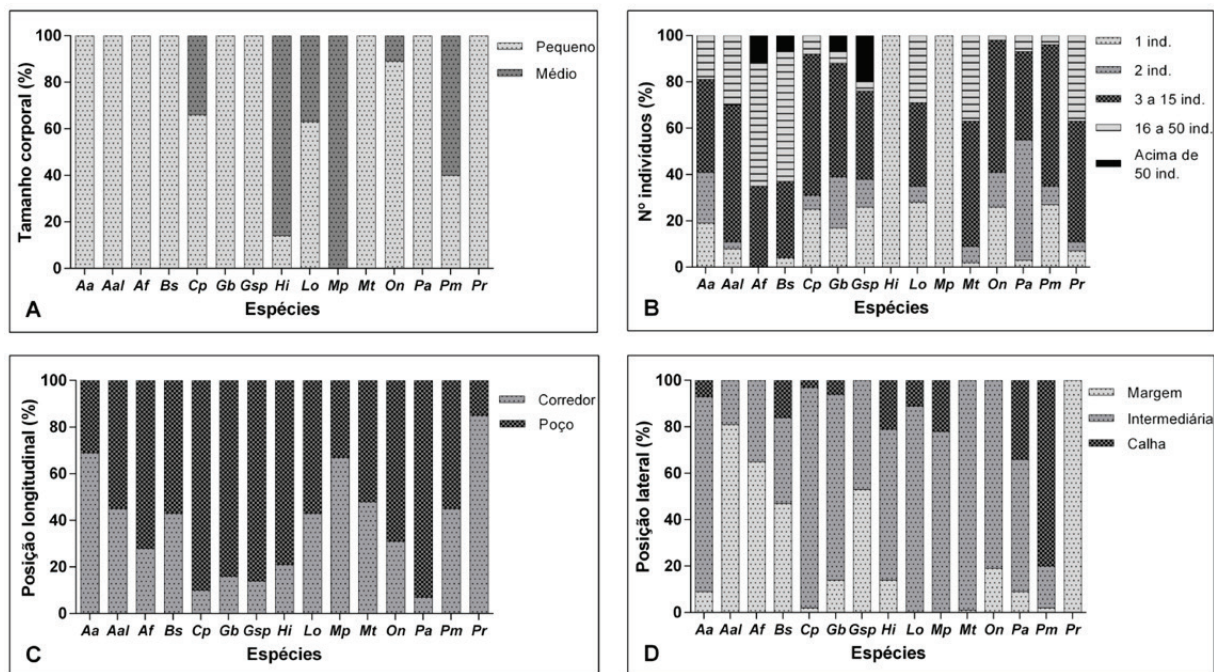 Tamanho corporal (%)
100
80
60
40
20
0
Aa Aal Af Bs Cp Gb Gsp Hi Lo Mp Mt On Pa Pm Pr
Espécies
A
Pequeno
Médio
Nº indivíduos (%)
100
80
60
40
20
0
Aa Aal Af Bs Cp Gb Gsp Hi Lo Mp Mt On Pa Pm Pr
Espécies
B
1 ind.
2 ind.
3 a 15 ind.
16 a 50 ind.
Acima de
50 ind.
Posição longitudinal (%)
100
80
60
40
20
0
Aa Aal Af Bs Cp Gb Gsp Hi Lo Mp Mt On Pa Pm Pr
Espécies
C
Corredor
Poço
Posição lateral (%)
100
80
60
40
20
0
Aa Aal Af Bs Cp Gb Gsp Hi Lo Mp Mt On Pa Pm Pr
Espécies
D
Margem
Intermediária
Calha